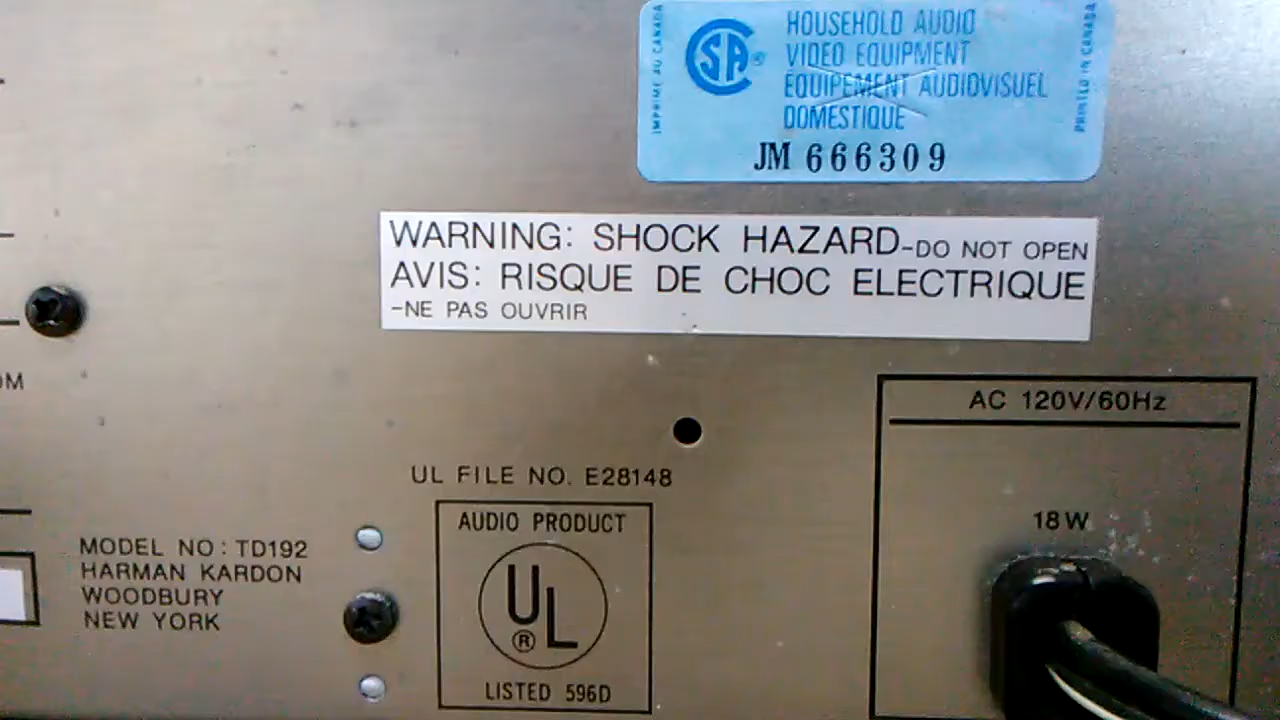 IMPRIMÉ AU CANADA
CSA ®
HOUSEHOLD AUDIO
VIDEO EQUIPMENT
ÉQUIPEMENT AUDIOVISUEL
DOMESTIQUE
JM 666309
PRINTED IN CANADA
WARNING: SHOCK HAZARD-DO NOT OPEN
AVIS: RISQUE DE CHOC ELECTRIQUE
-NE PAS OUVRIR
AC 120V/60Hz
18W
UL FILE NO. E28148
AUDIO PRODUCT
UL ®
LISTED 596D
MODEL NO: TD192
HARMAN KARDON
WOODBURY
NEW YORK